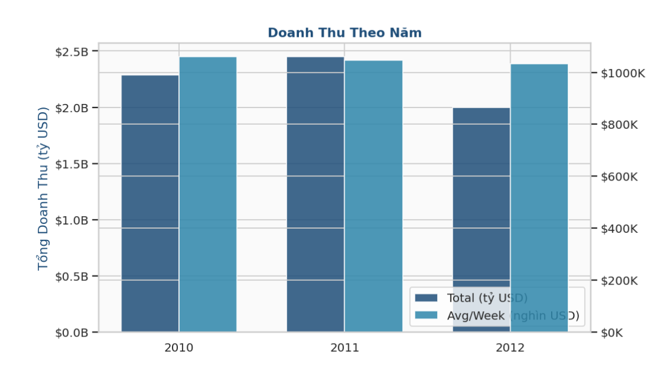 Doanh Thu Theo Năm
Tổng Doanh Thu (tỷ USD)
$2.5B
$2.0B
$1.5B
$1.0B
$0.5B
$0.0B
$1000K
$800K
$600K
$400K
$200K
$0K
Total (tỷ USD)
Avg/Week (nghìn USD)
2010 2011 2012